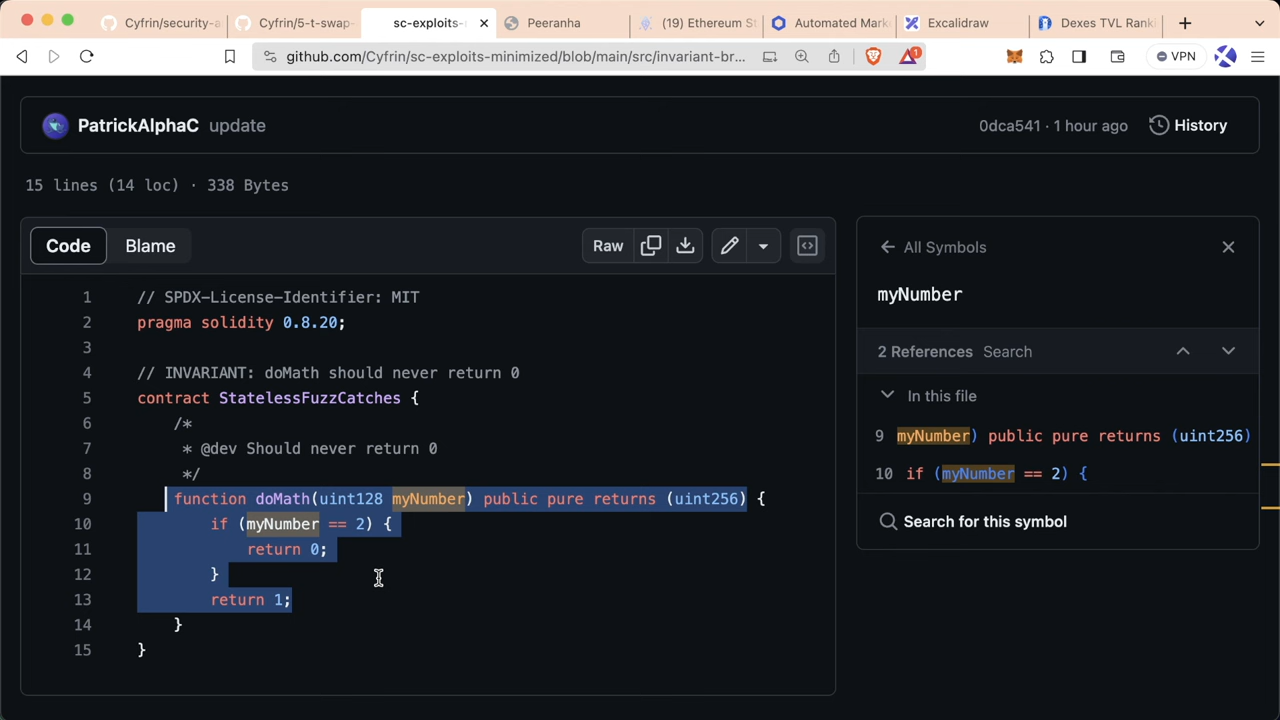 Cyfrin/security-a
Cyfrin/5-t-swap-
sc-exploits-
Peeranha
(19) Ethereum St
Automated Mark
Excalidraw
Dexes TVL Ranki
github.com/Cyfrin/sc-exploits-minimized/blob/main/src/invariant-br...
1
VPN
PatrickAlphaC update
0dca541 · 1 hour ago
History
15 lines (14 loc) · 338 Bytes
Code
Blame
Raw
1 // SPDX-License-Identifier: MIT
2 pragma solidity 0.8.20;
3
4 // INVARIANT: doMath should never return 0
5 contract StatelessFuzzCatches {
6 /*
7 * @dev Should never return 0
8 */
9 function doMath(uint128 myNumber) public pure returns (uint256) {
10 if (myNumber == 2) {
11 return 0;
12 }
13 return 1;
14 }
15 }
All Symbols
myNumber
2 References Search
In this file
9 myNumber) public pure returns (uint256)
10 if (myNumber == 2) {
Search for this symbol